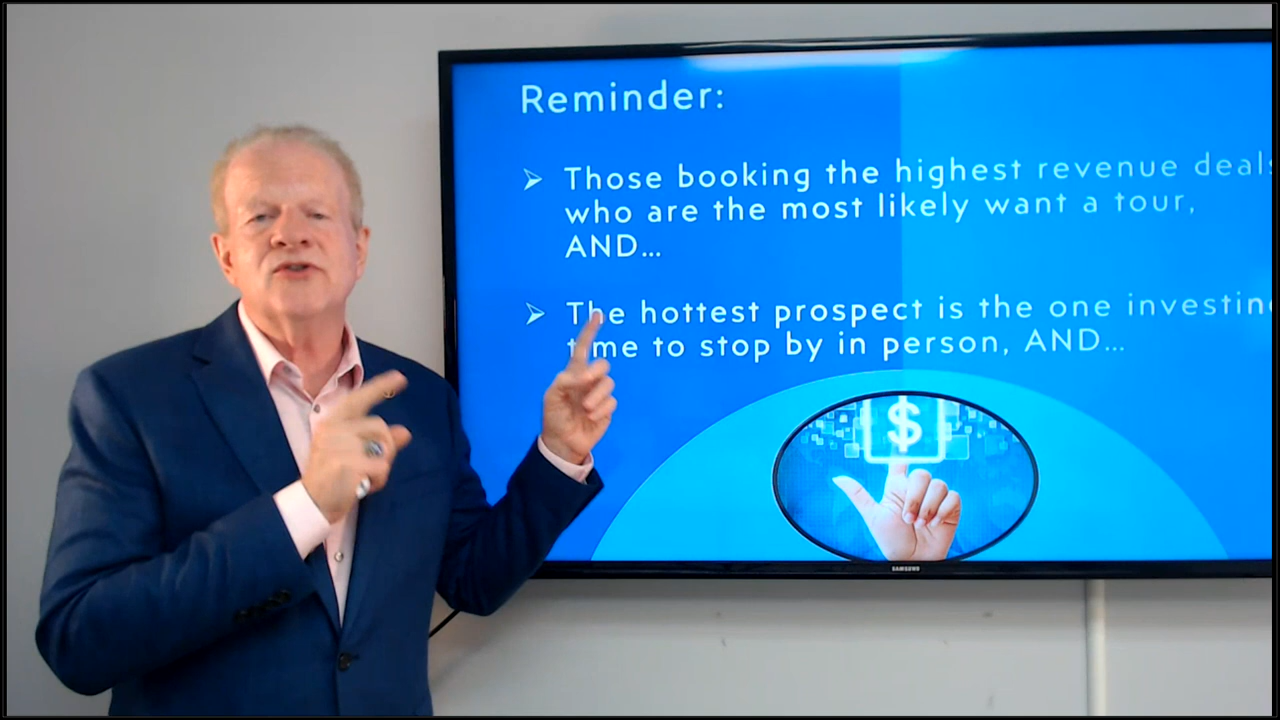 Reminder:
➢ Those booking the highest revenue deals
who are the most likely want a tour,
AND...
➢ The hottest prospect is the one investin
time to stop by in person, AND...
$
SAMSUNG